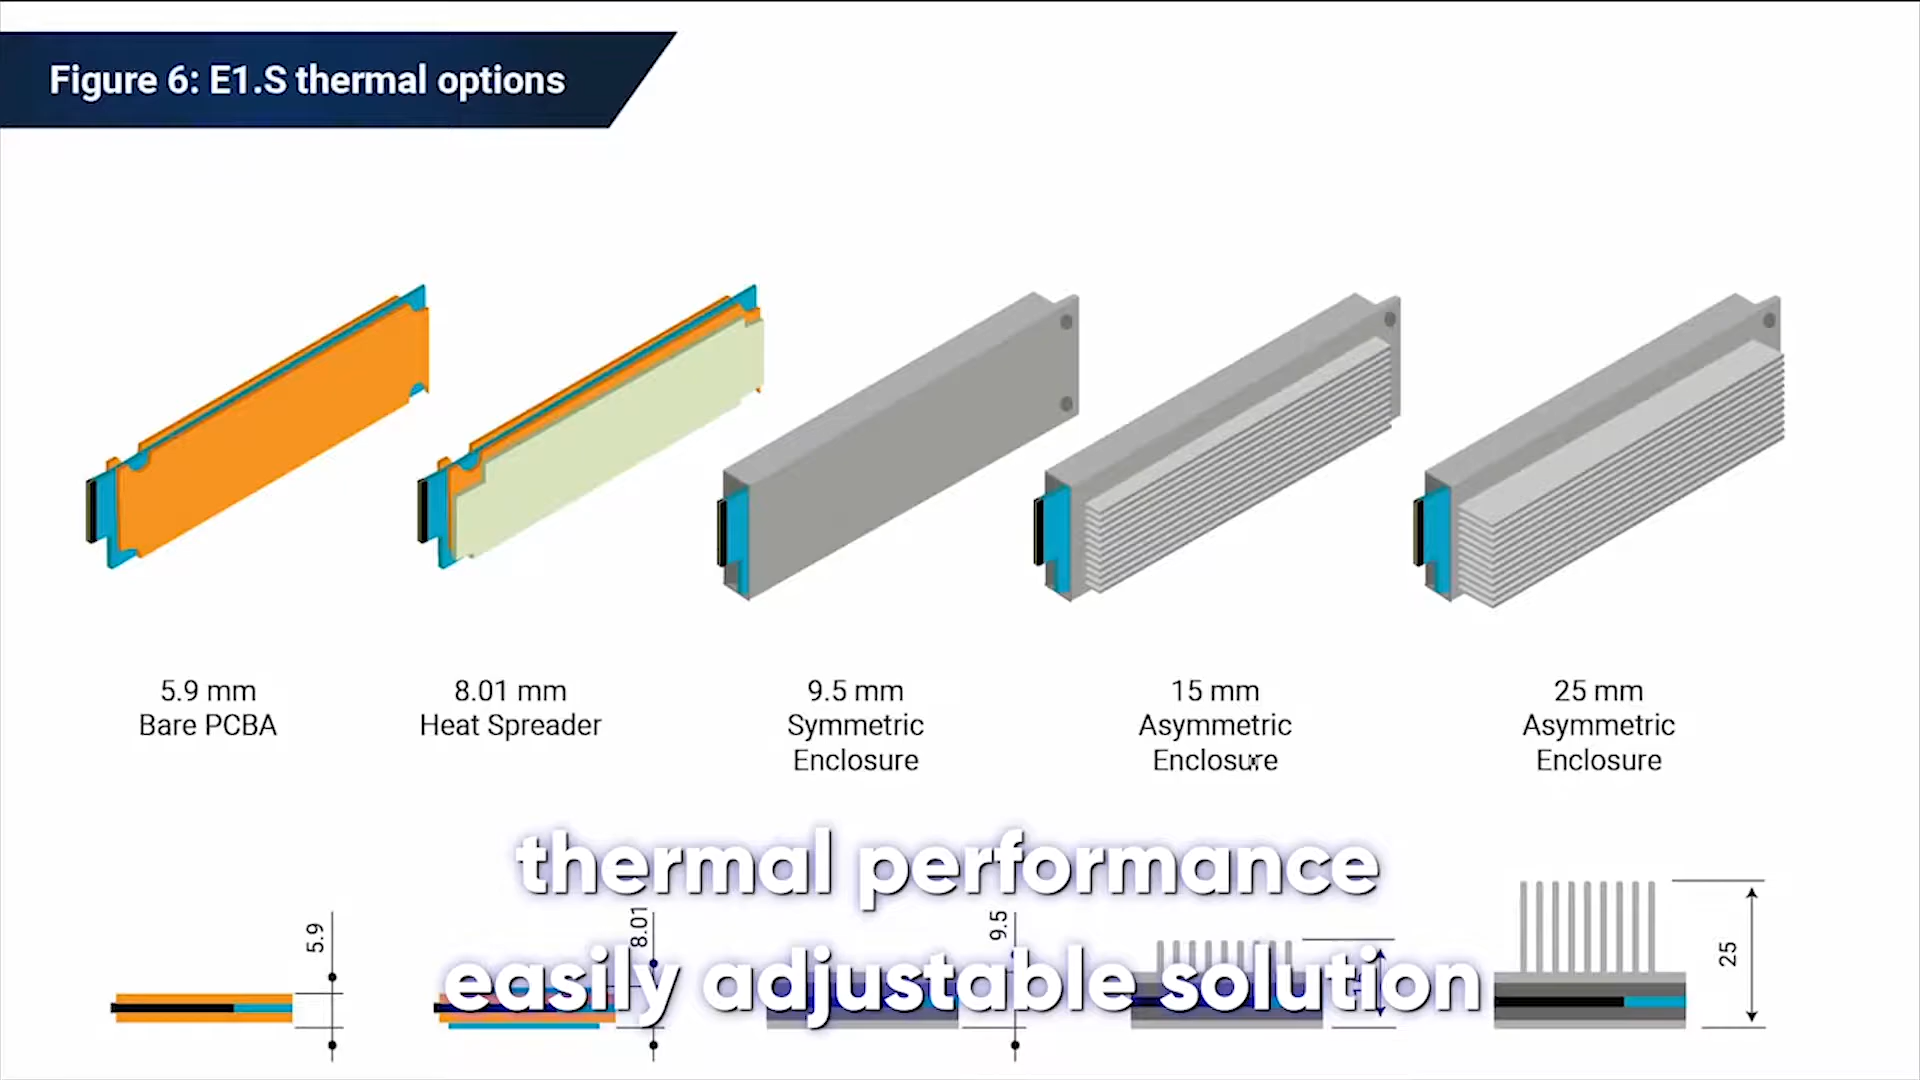 Figure 6: E1.S thermal options
5.9 mm
Bare PCBA
8.01 mm
Heat Spreader
9.5 mm
Symmetric
Enclosure
15 mm
Asymmetric
Enclosure
25 mm
Asymmetric
Enclosure
thermal performance
easily adjustable solution
5.9
8.01
9.5
25